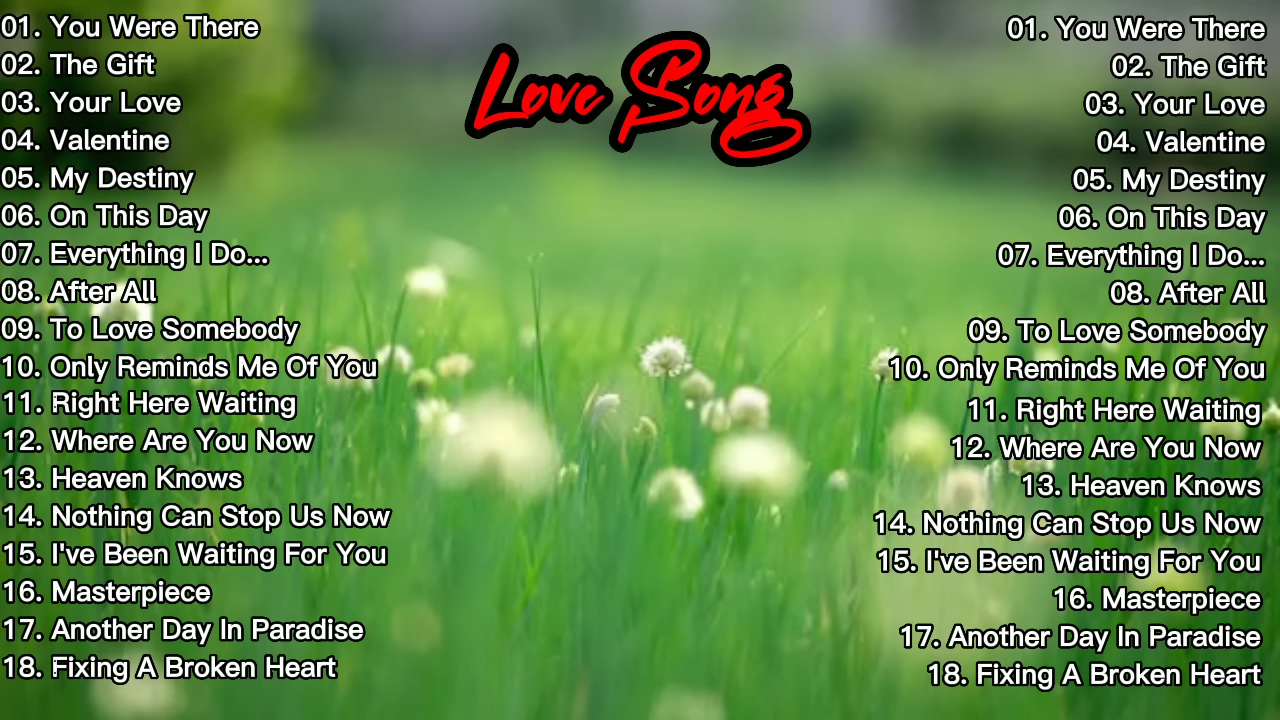 Love Song
01. You Were There
02. The Gift
03. Your Love
04. Valentine
05. My Destiny
06. On This Day
07. Everything I Do...
08. After All
09. To Love Somebody
10. Only Reminds Me Of You
11. Right Here Waiting
12. Where Are You Now
13. Heaven Knows
14. Nothing Can Stop Us Now
15. I've Been Waiting For You
16. Masterpiece
17. Another Day In Paradise
18. Fixing A Broken Heart
01. You Were There
02. The Gift
03. Your Love
04. Valentine
05. My Destiny
06. On This Day
07. Everything I Do...
08. After All
09. To Love Somebody
10. Only Reminds Me Of You
11. Right Here Waiting
12. Where Are You Now
13. Heaven Knows
14. Nothing Can Stop Us Now
15. I've Been Waiting For You
16. Masterpiece
17. Another Day In Paradise
18. Fixing A Broken Heart